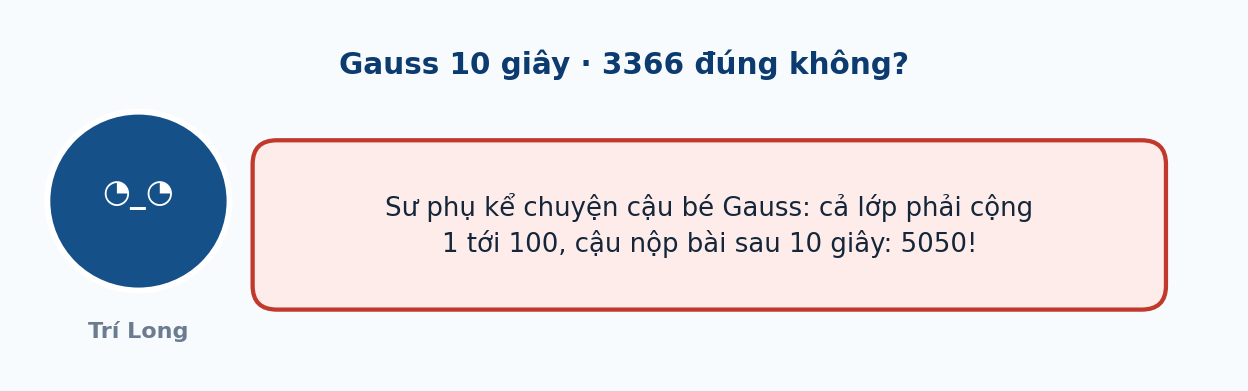 Gauss 10 giây · 3366 đúng không?
◔_◔
Sư phụ kể chuyện cậu bé Gauss: cả lớp phải cộng
1 tới 100, cậu nộp bài sau 10 giây: 5050!
Trí Long